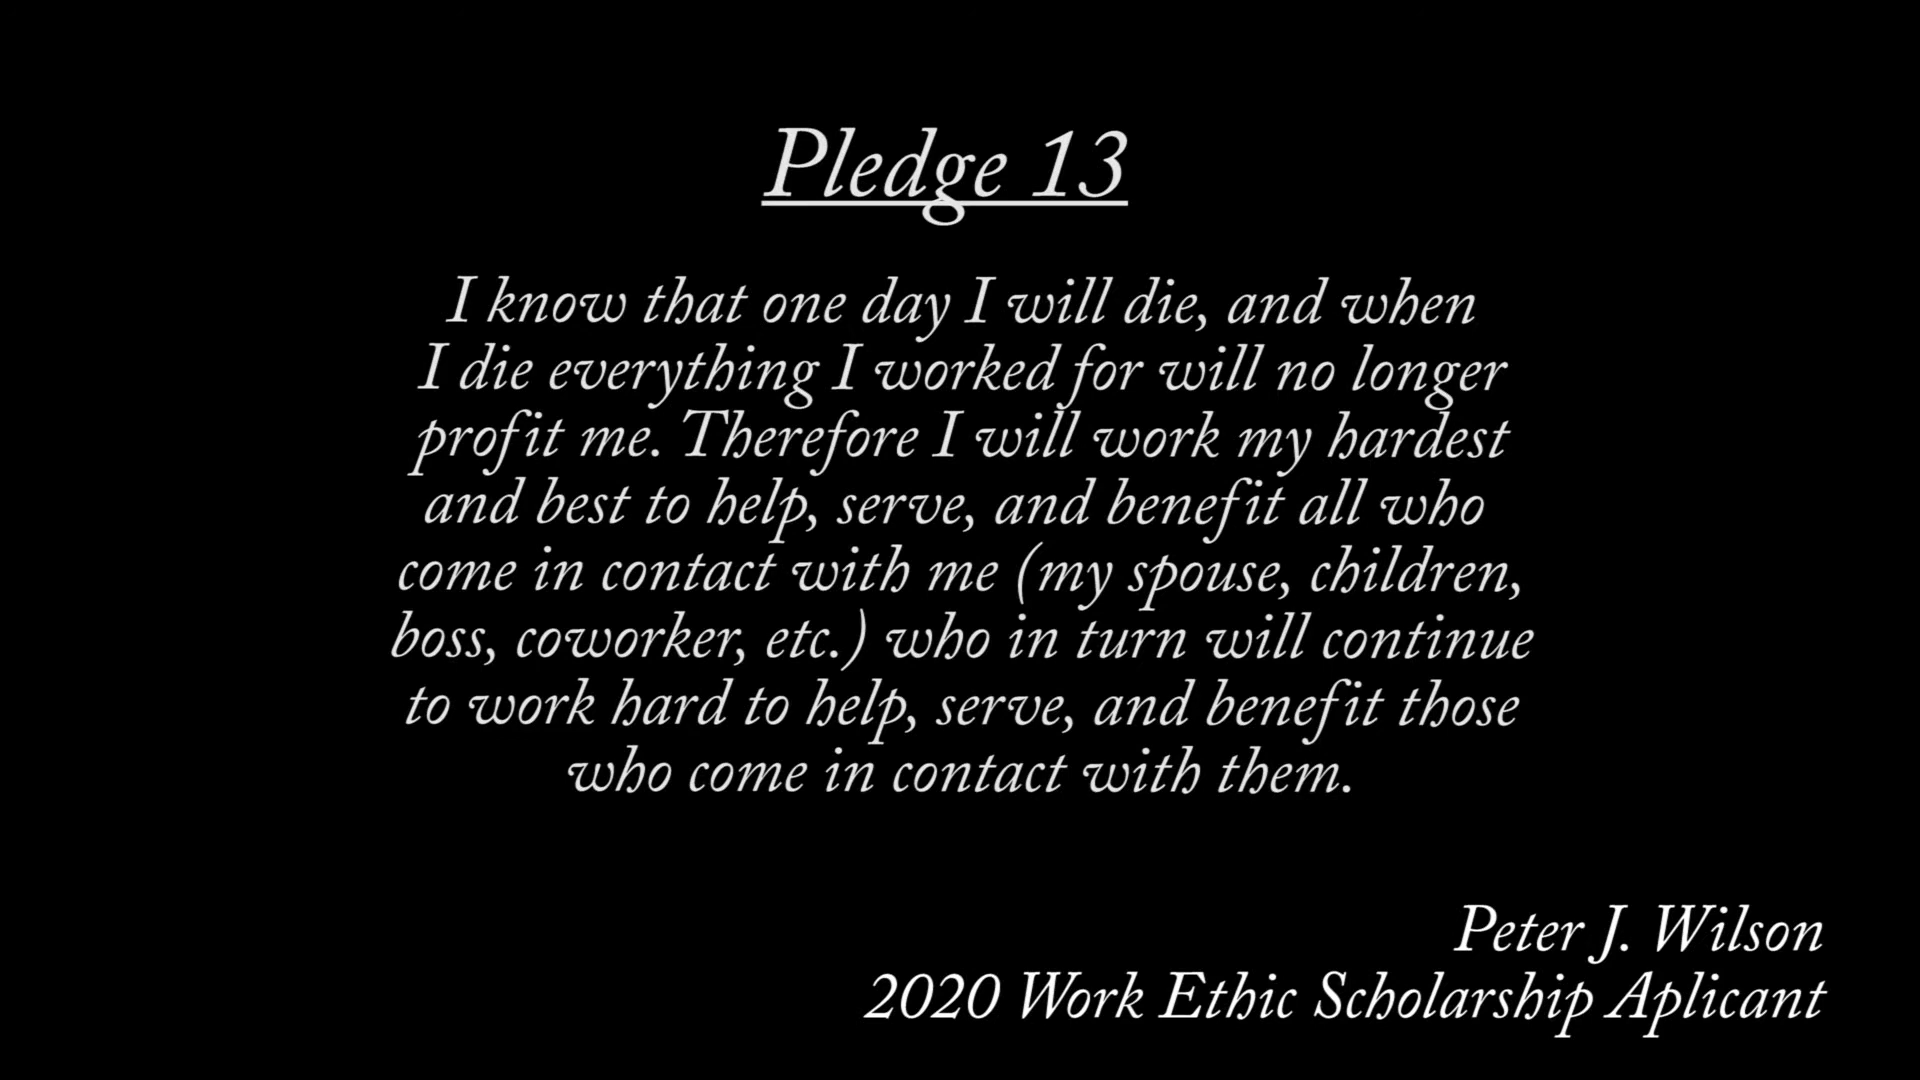 Pledge 13
I know that one day I will die, and when
I die everything I worked for will no longer
profit me. Therefore I will work my hardest
and best to help, serve, and benefit all who
come in contact with me (my spouse, children,
boss, coworker, etc.) who in turn will continue
to work hard to help, serve, and benefit those
who come in contact with them.
Peter J. Wilson
2020 Work Ethic Scholarship Aplicant